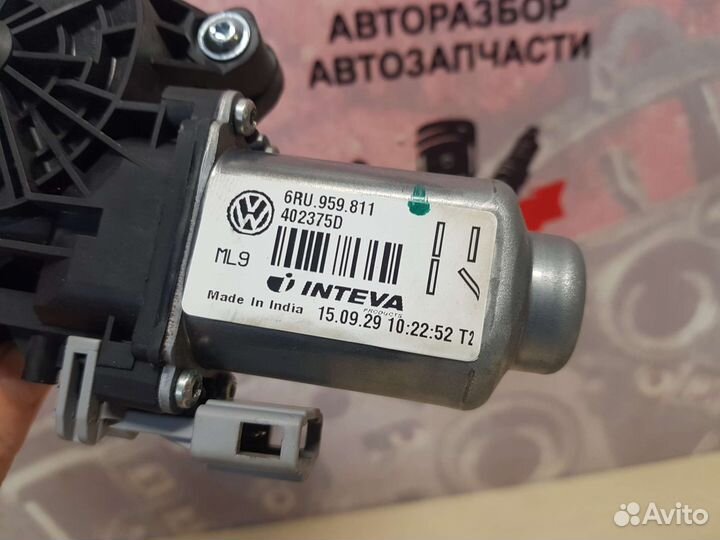 АВТОРАЗБОР
АВТОЗАПЧАСТИ
6RU.959.811
402375D
ML9
INTEVA
PRODUCTS
Made In India
15.09.29 10:22:52 T2
Avito